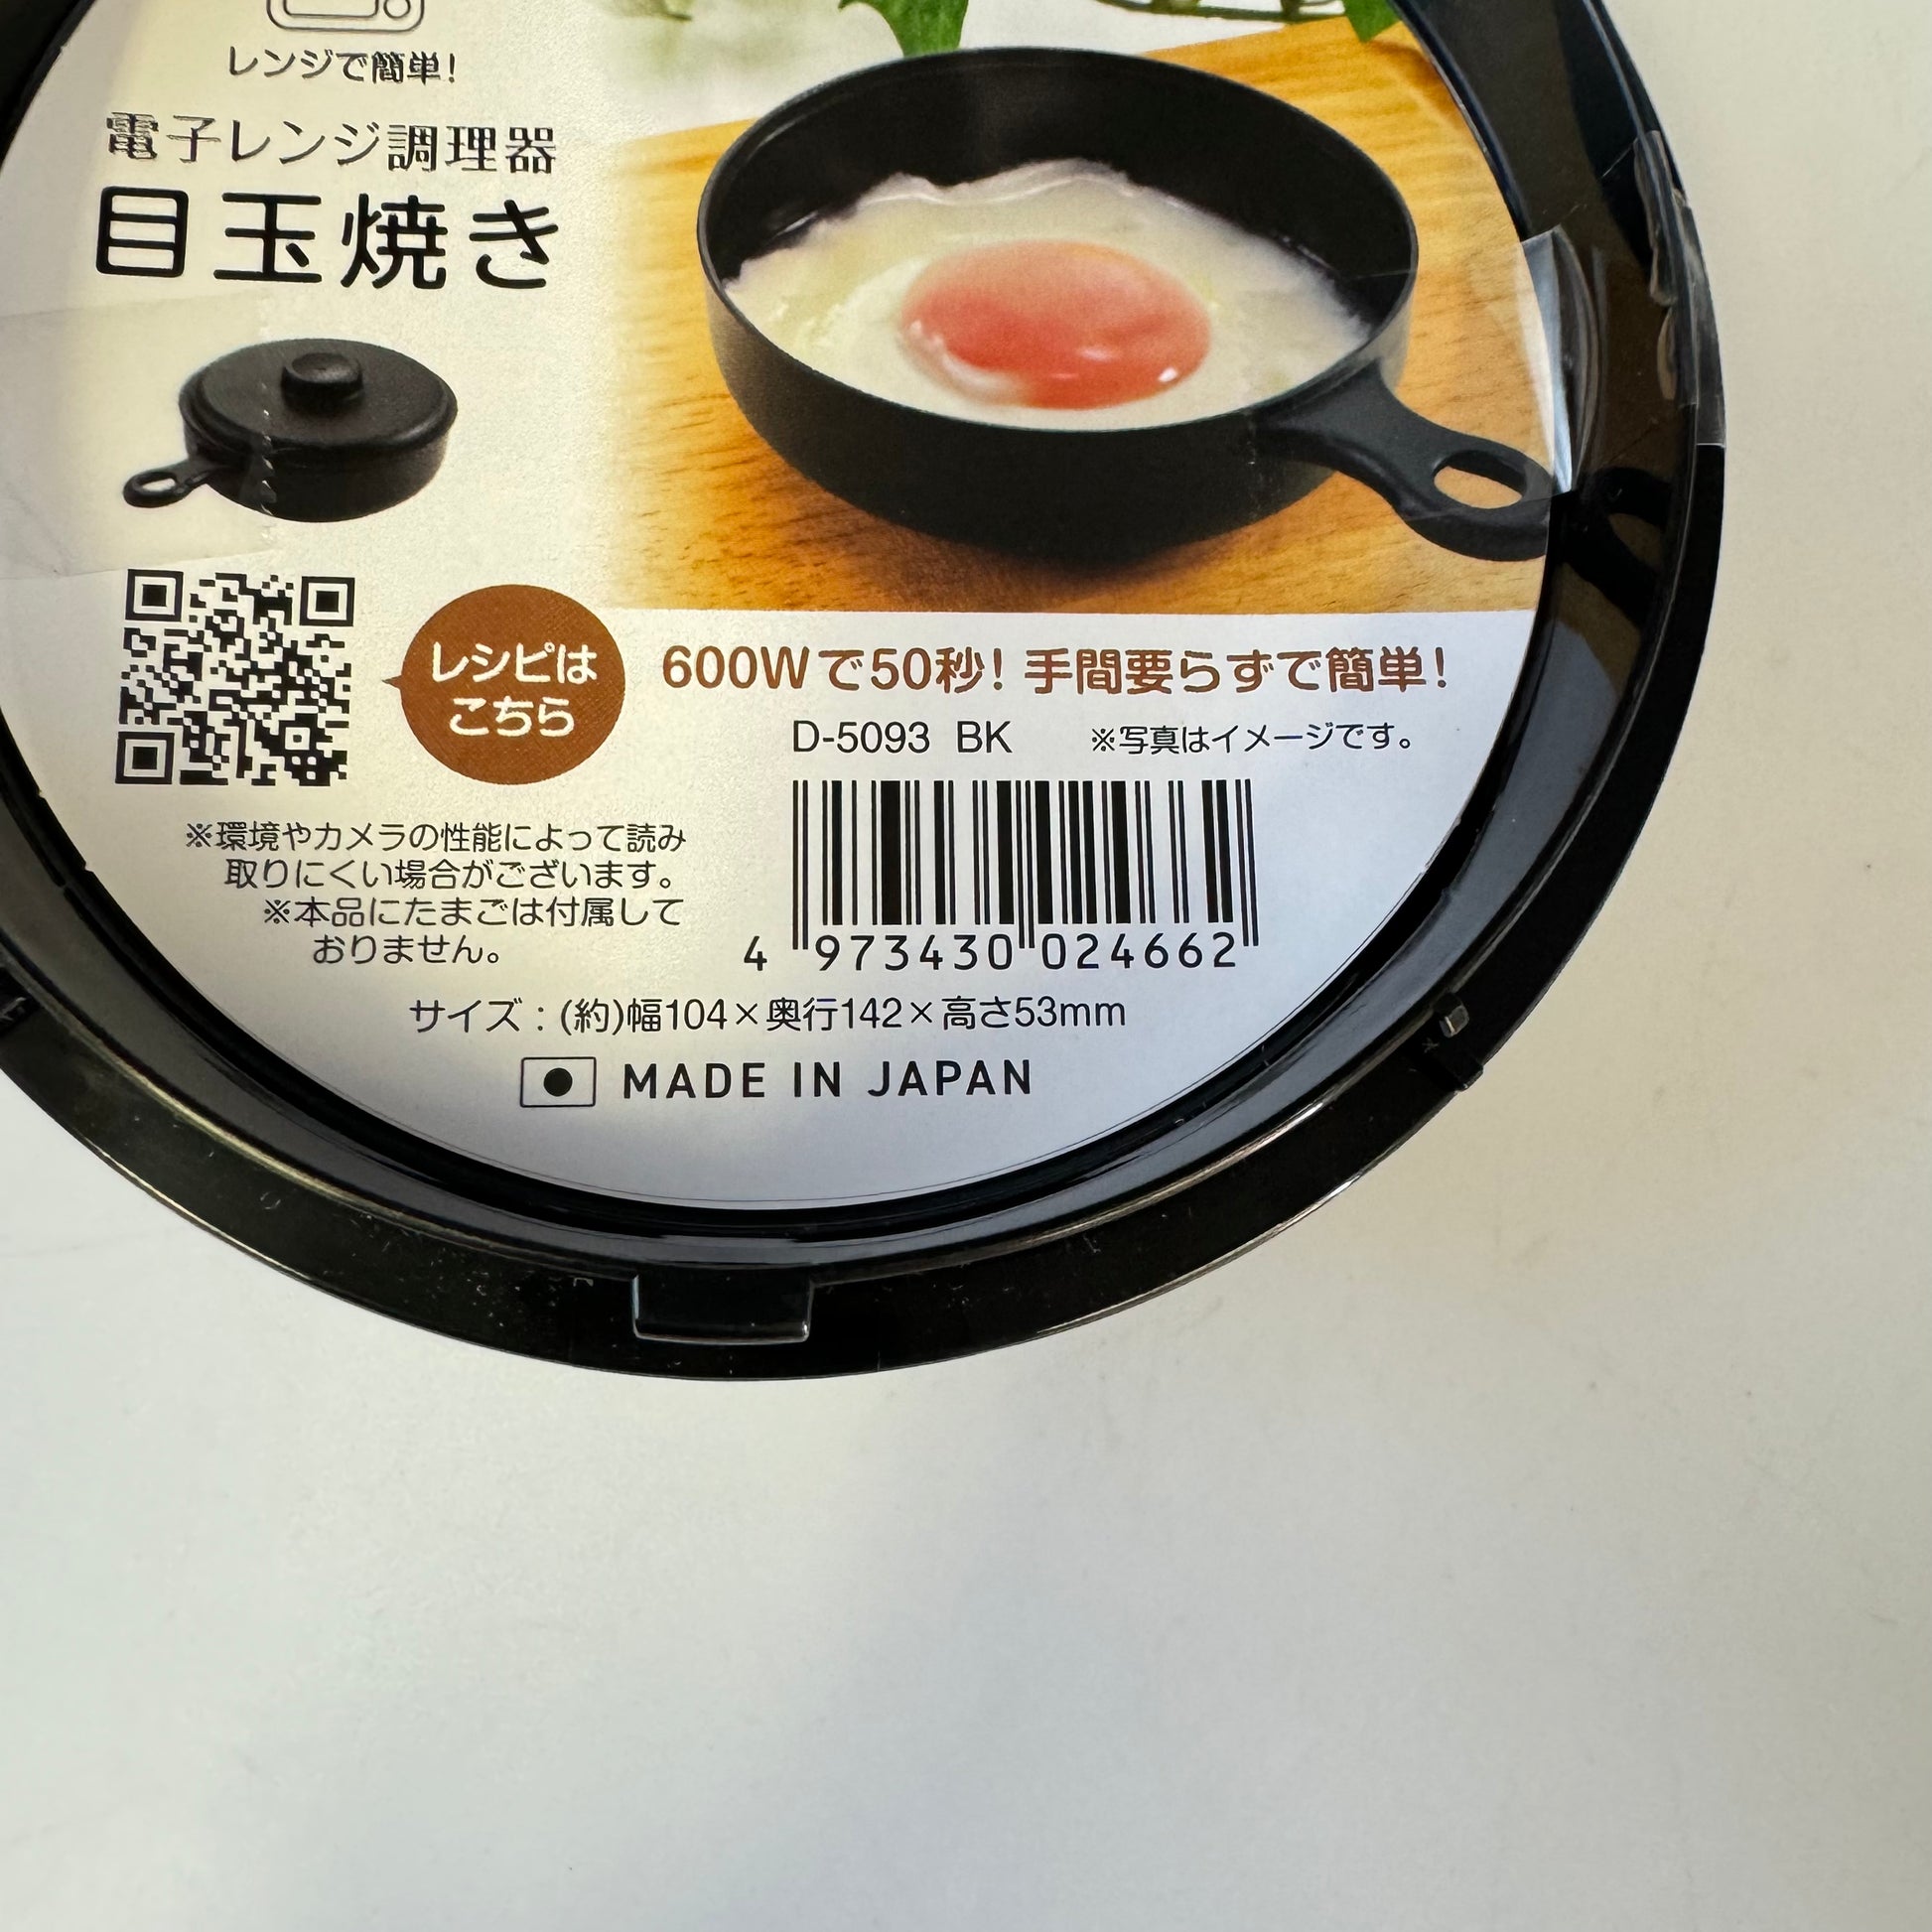 レンジで簡単!
電子レンジ調理器
目玉焼き
レシピは
こちら
600Wで50秒! 手間要らずで簡単!
D-5093 BK ※写真はイメージです。
※環境やカメラの性能によって読み
取りにくい場合がございます。
※本品にたまごは付属して
おりません。
4 973430 024662
サイズ:(約)幅104×奥行142×高さ53mm
MADE IN JAPAN